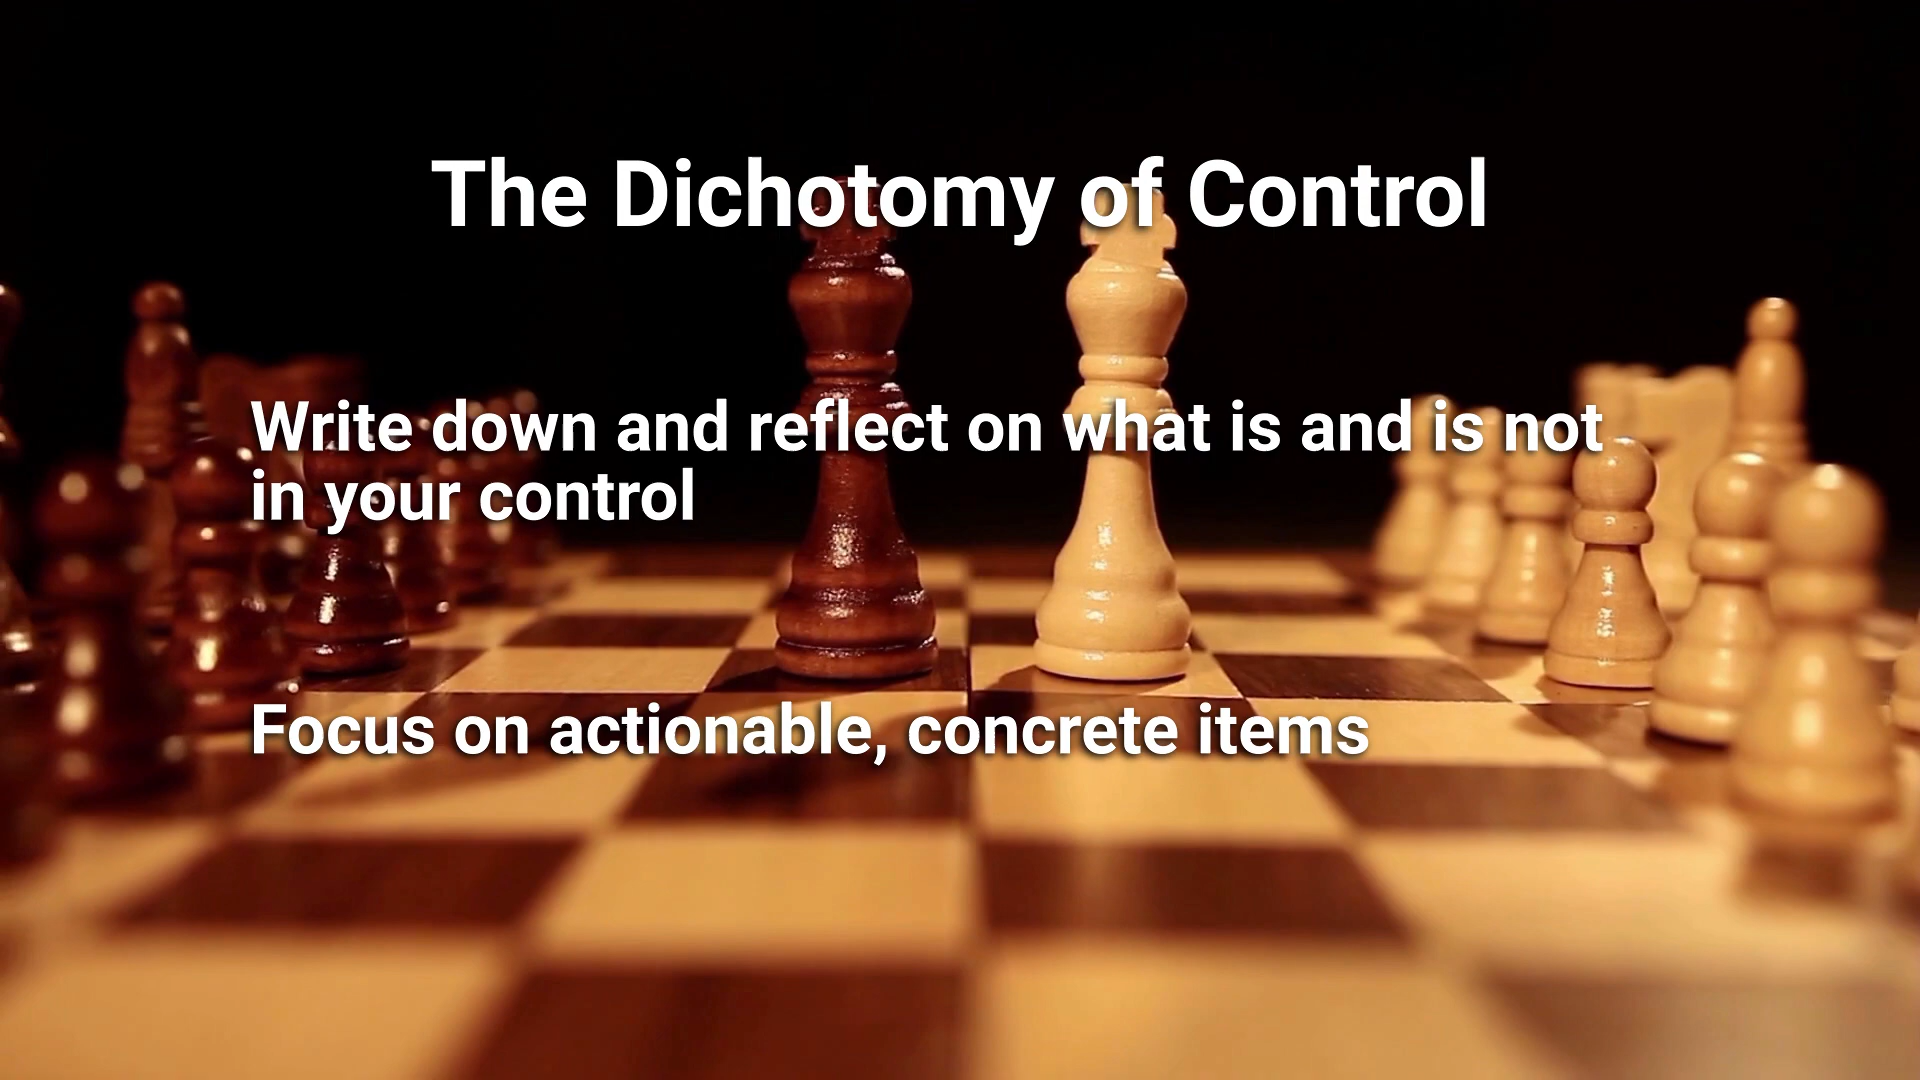 The Dichotomy of Control
Write down and reflect on what is and is not
in your control
Focus on actionable, concrete items